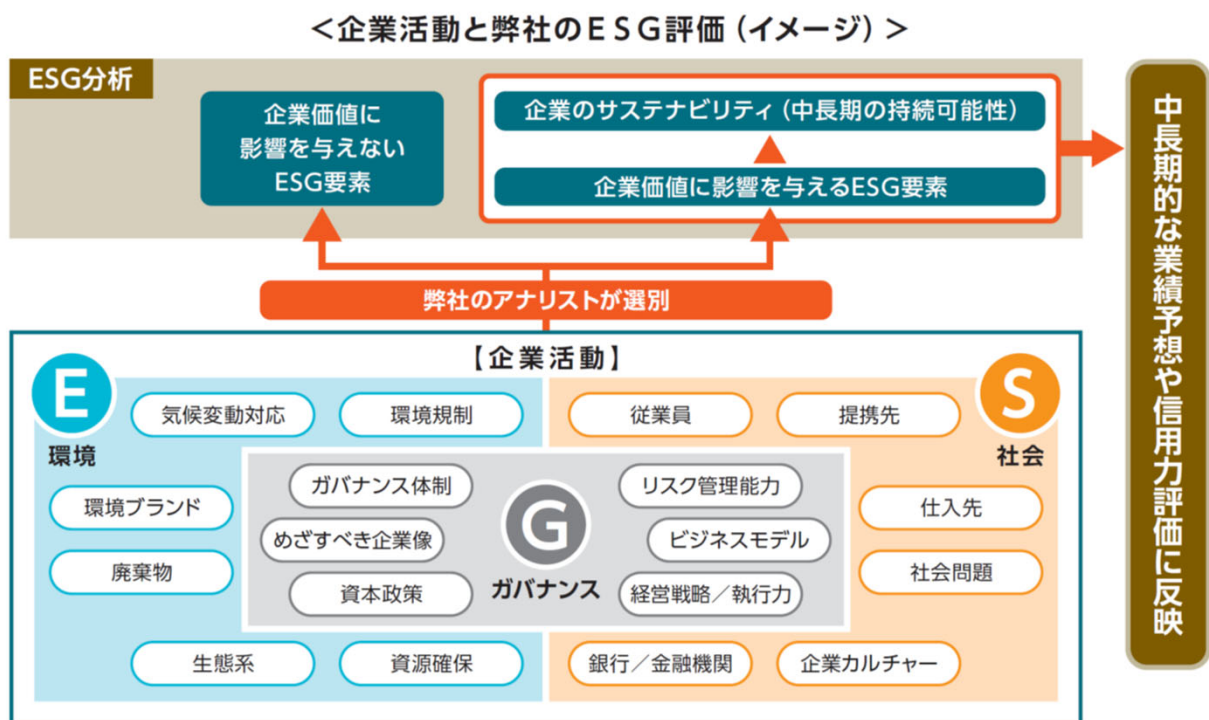 ＜企業活動と弊社のＥＳＧ評価（イメージ）＞
ESG分析
企業価値に
影響を与えない
ESG要素
企業のサステナビリティ（中長期の持続可能性）
企業価値に影響を与えるESG要素
弊社のアナリストが選別
中長期的な業績予想や信用力評価に反映
【企業活動】
E
環境
気候変動対応
環境規制
環境ブランド
廃棄物
生態系
資源確保
G
ガバナンス
ガバナンス体制
めざすべき企業像
資本政策
リスク管理能力
ビジネスモデル
経営戦略／執行力
S
社会
従業員
提携先
仕入先
社会問題
銀行／金融機関
企業カルチャー